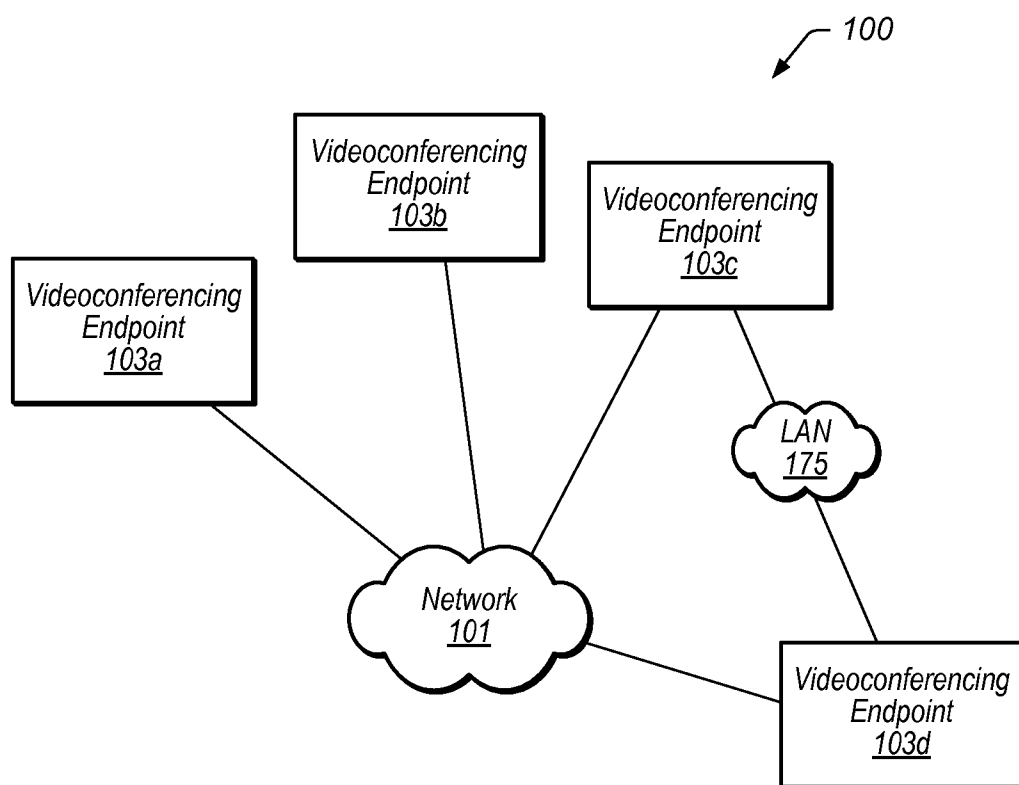 100
Videoconferencing
Endpoint
103b
Videoconferencing
Endpoint
103c
Videoconferencing
Endpoint
103a
LAN
175
Network
101
Videoconferencing
Endpoint
103d